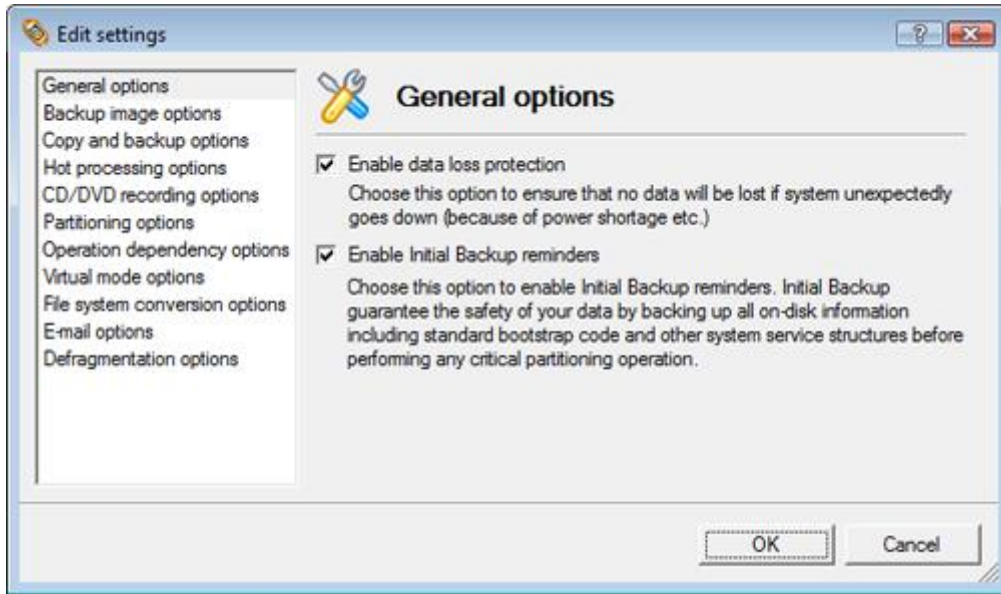 Edit settings
General options
Backup image options
Copy and backup options
Hot processing options
CD/DVD recording options
Partitioning options
Operation dependency options
Virtual mode options
File system conversion options
E-mail options
Defragmentation options
General options
Enable data loss protection
Choose this option to ensure that no data will be lost if system unexpectedly
goes down (because of power shortage etc.)
Enable Initial Backup reminders
Choose this option to enable Initial Backup reminders. Initial Backup
guarantee the safety of your data by backing up all on-disk information
including standard bootstrap code and other system service structures before
performing any critical partitioning operation.
OK
Cancel